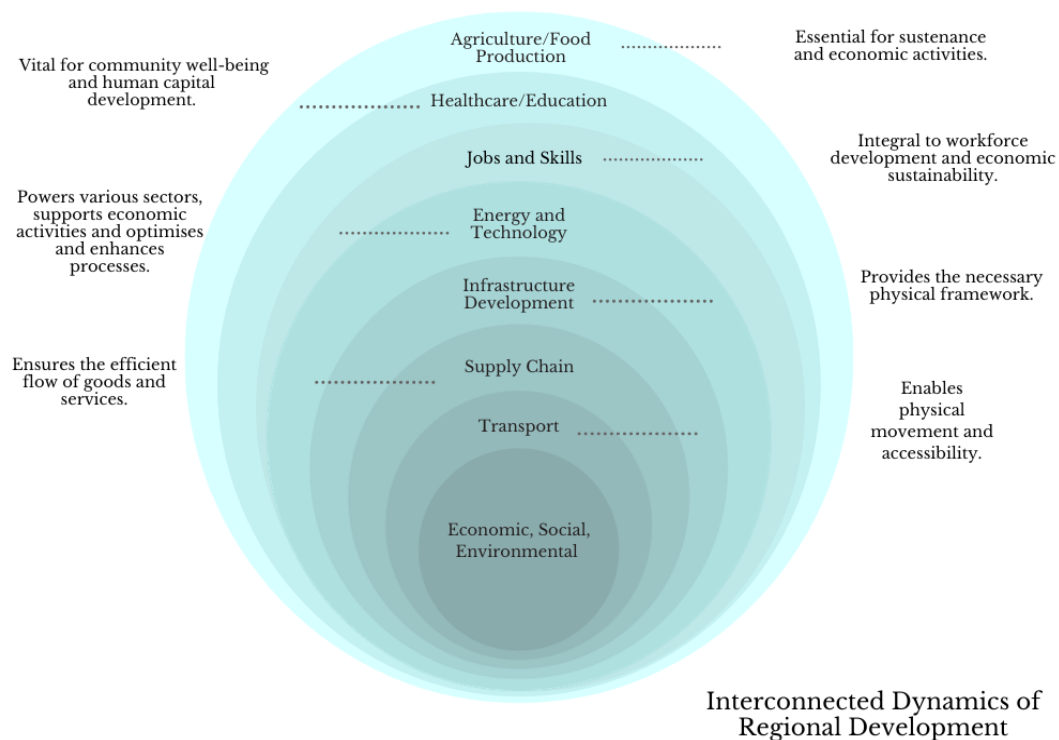 Agriculture/Food
Production
Essential for sustenance
and economic activities.
Vital for community well-being
and human capital
development.
Healthcare/Education
Jobs and Skills
Integral to workforce
development and economic
sustainability.
Powers various sectors,
supports economic
activities and optimises
and enhances
processes.
Energy and
Technology
Infrastructure
Development
Provides the necessary
physical framework.
Ensures the efficient
flow of goods and
services.
Supply Chain
Transport
Enables
physical
movement and
accessibility.
Economic, Social,
Environmental
Interconnected Dynamics of
Regional Development